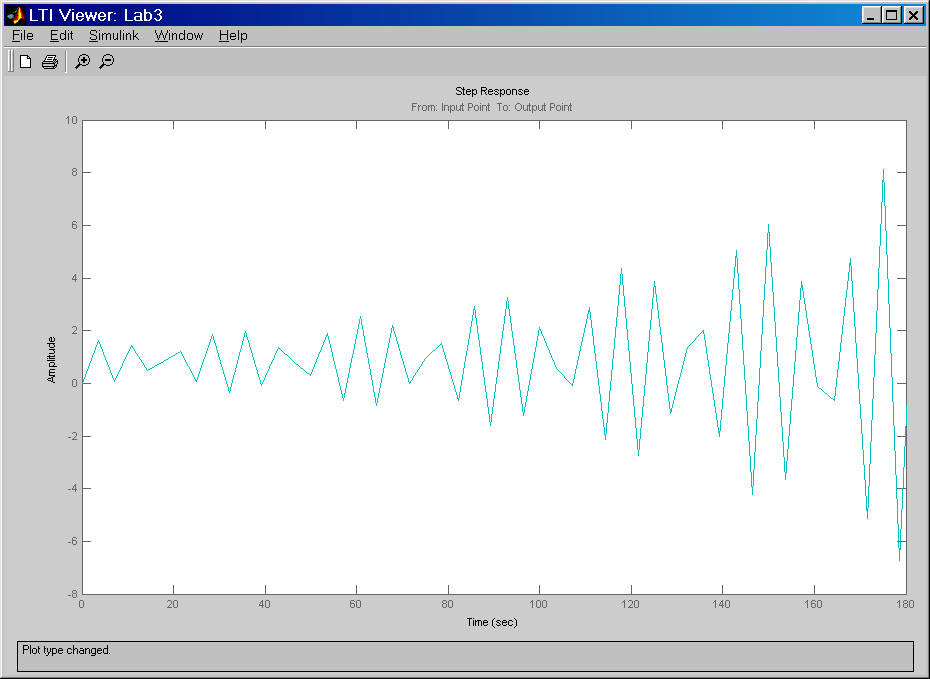 LTI Viewer: Lab3
File Edit Simulink Window Help
Step Response
From: Input Point To: Output Point
10
8
6
4
2
0
-2
-4
-6
-8
Amplitude
0 20 40 60 80 100 120 140 160 180
Time (sec)
Plot type changed.